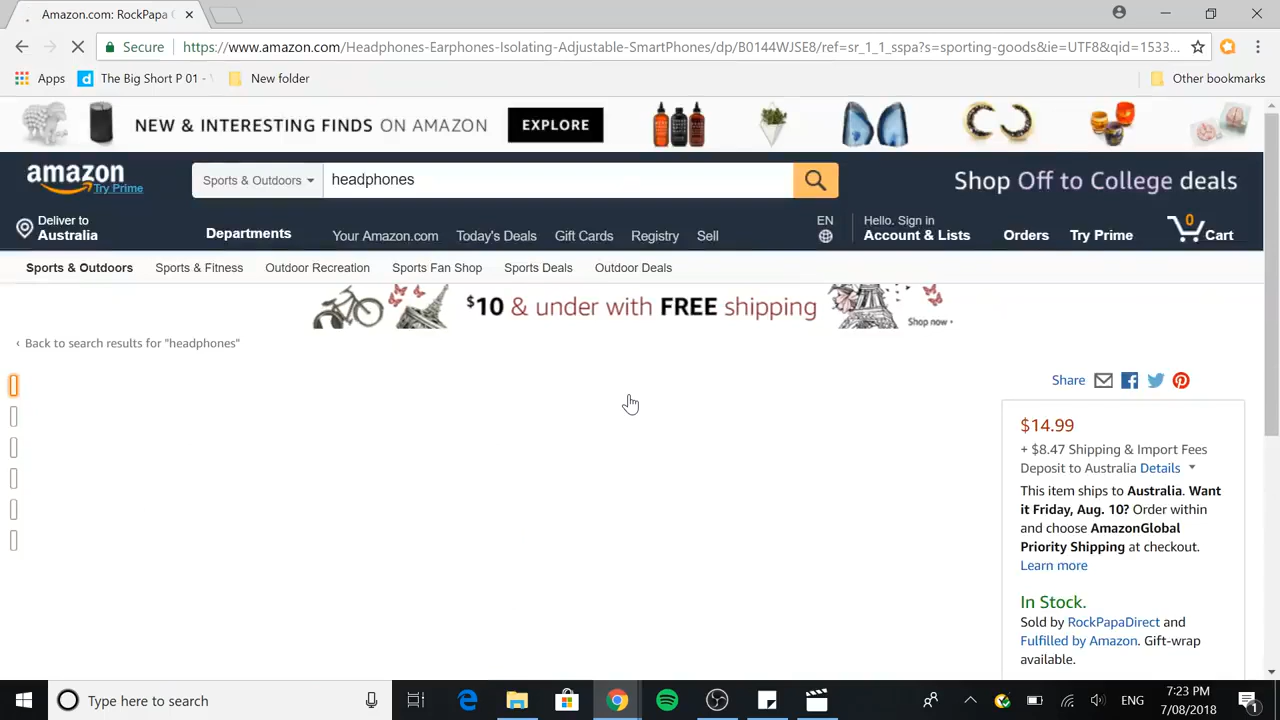 Amazon.com: RockPapa
Secure
https://www.amazon.com/Headphones-Earphones-Isolating-Adjustable-SmartPhones/dp/B0144WJSE8/ref=sr_1_1_sspa?s=sporting-goods&ie=UTF8&qid=1533...
Apps
The Big Short P 01 -
New folder
Other bookmarks
NEW & INTERESTING FINDS ON AMAZON
EXPLORE
amazon
Try Prime
Sports & Outdoors
headphones
Shop Off to College deals
Deliver to
Australia
Departments
Your Amazon.com
Today's Deals
Gift Cards
Registry
Sell
EN
Hello. Sign in
Account & Lists
Orders
Try Prime
0
Cart
Sports & Outdoors
Sports & Fitness
Outdoor Recreation
Sports Fan Shop
Sports Deals
Outdoor Deals
$10 & under with FREE shipping
Shop now
‹ Back to search results for "headphones"
Share
$14.99
+ $8.47 Shipping & Import Fees
Deposit to Australia Details
This item ships to Australia. Want
it Friday, Aug. 10? Order within
and choose AmazonGlobal
Priority Shipping at checkout.
Learn more
In Stock.
Sold by RockPapaDirect and
Fulfilled by Amazon. Gift-wrap
available.
Type here to search
ENG
7:23 PM
7/08/2018
1